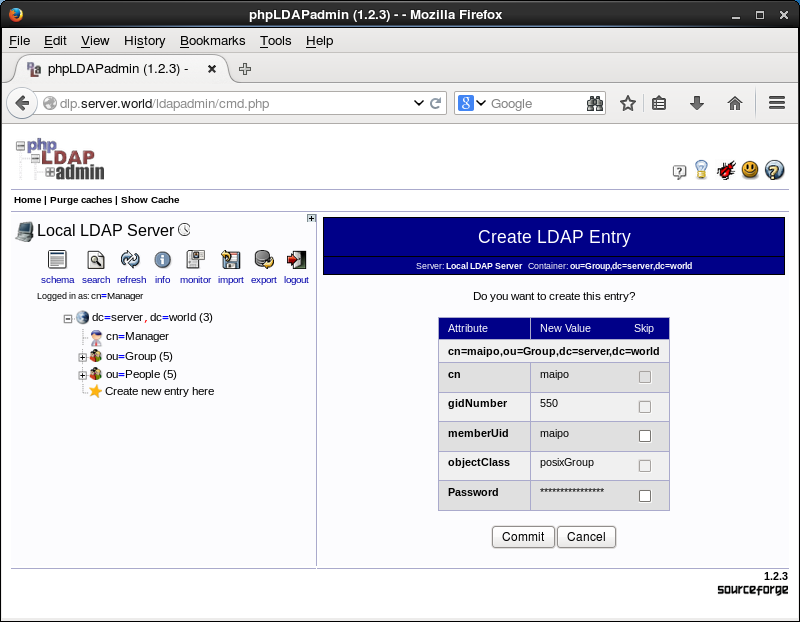 phpLDAPadmin (1.2.3) - - Mozilla Firefox
File Edit View History Bookmarks Tools Help
phpLDAPadmin (1.2.3) -
dlp.server.world/ldapadmin/cmd.php
8 Google
php
LDAP
admin
Home | Purge caches | Show Cache
Local LDAP Server
schema search refresh info monitor import export logout
Logged in as: cn=Manager
dc=server, dc=world (3)
cn=Manager
ou=Group (5)
ou=People (5)
Create new entry here
Create LDAP Entry
Server: Local LDAP Server Container: ou=Group,dc=server,dc=world
Do you want to create this entry?
Attribute New Value Skip
cn=maipo,ou=Group,dc=server,dc=world
cn maipo
gidNumber 550
memberUid maipo
objectClass posixGroup
Password ****************
Commit Cancel
1.2.3
sourceforge